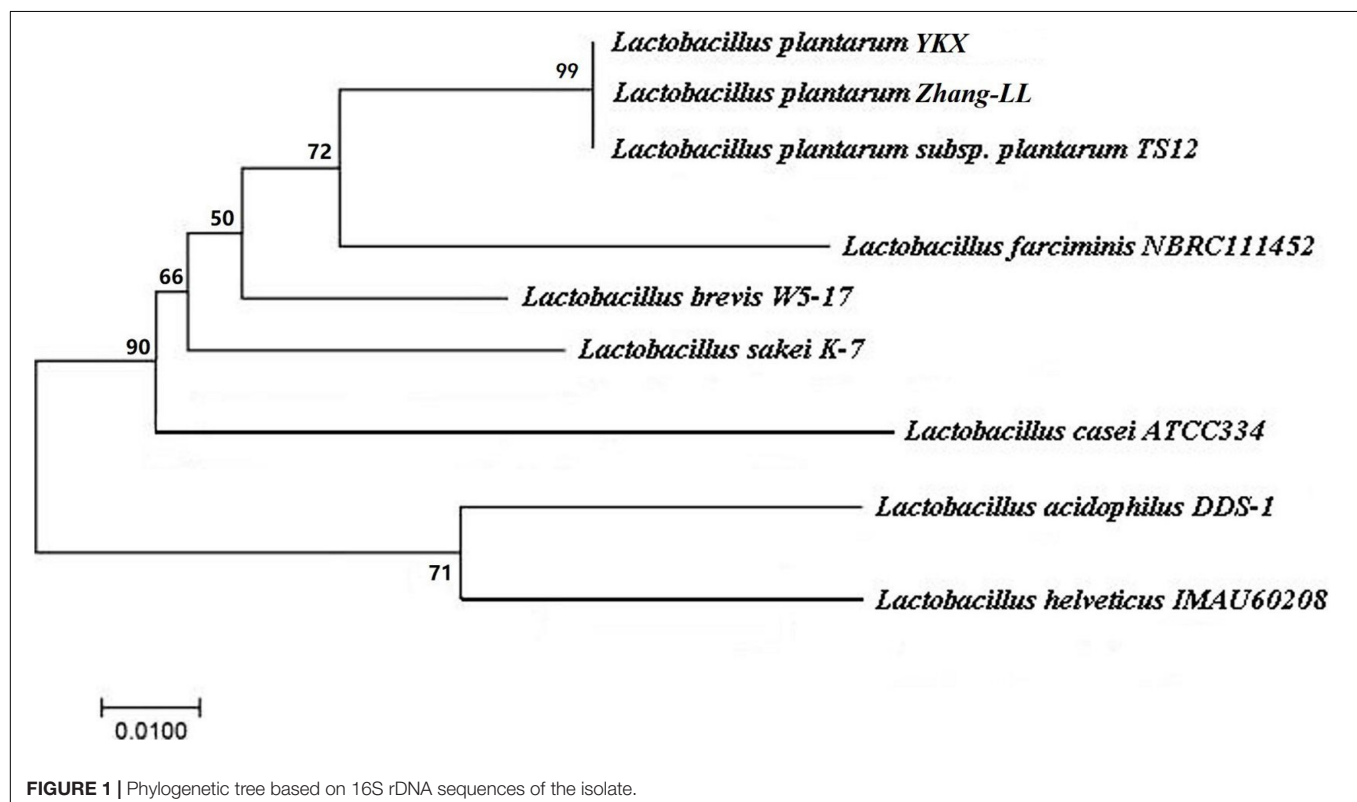 Lactobacillus plantarum YKX
99
Lactobacillus plantarum Zhang-LL
Lactobacillus plantarum subsp. plantarum TS12
72
50
Lactobacillus farciminis NBRC111452
66
Lactobacillus brevis W5-17
90
Lactobacillus sakei K-7
Lactobacillus casei ATCC334
Lactobacillus acidophilus DDS-1
71
Lactobacillus helveticus IMAU60208
0.0100
FIGURE 1 | Phylogenetic tree based on 16S rDNA sequences of the isolate.